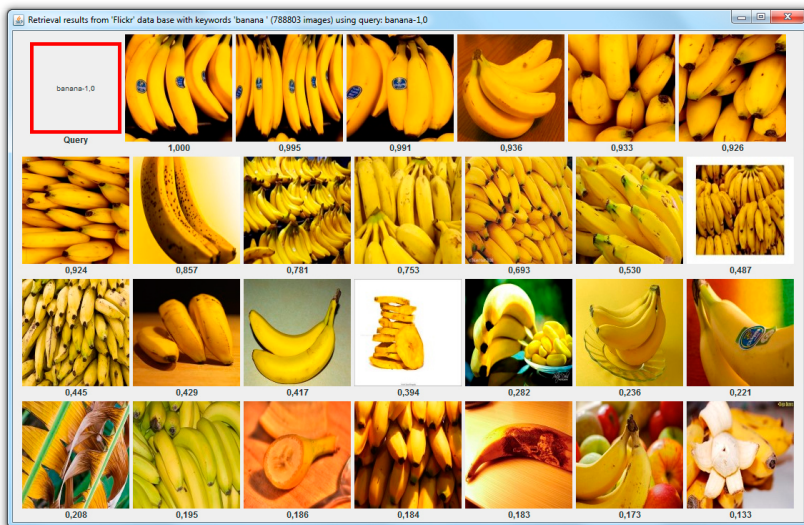 Retrieval results from 'Flickr' data base with keywords 'banana ' (788803 images) using query: banana-1,0
banana-1,0
Query 1,000 0,995 0,991 0,936 0,933 0,926
0,924 0,857 0,781 0,753 0,693 0,530 0,487
0,445 0,429 0,417 0,394 0,282 0,236 0,221
0,208 0,195 0,186 0,184 0,183 0,173 0,133